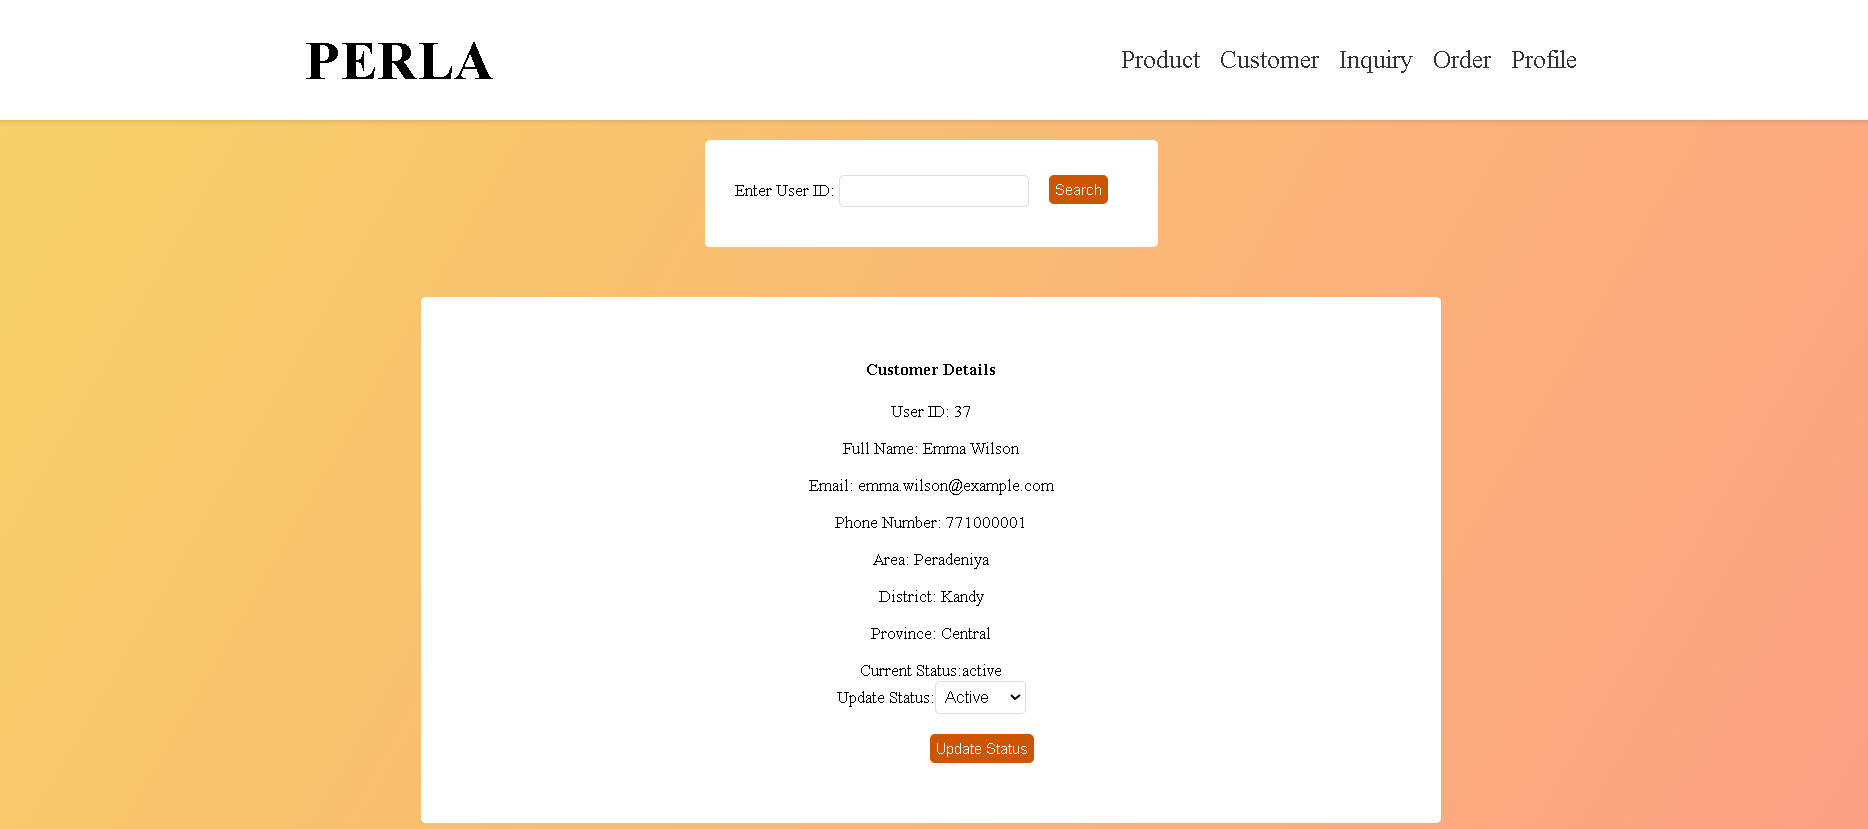 PERLA
Product Customer Inquiry Order Profile
Enter User ID: Search
Customer Details
User ID: 37
Full Name: Emma Wilson
Email: emma.wilson@example.com
Phone Number: 771000001
Area: Peradeniya
District: Kandy
Province: Central
Current Status:active
Update Status: Active
Update Status